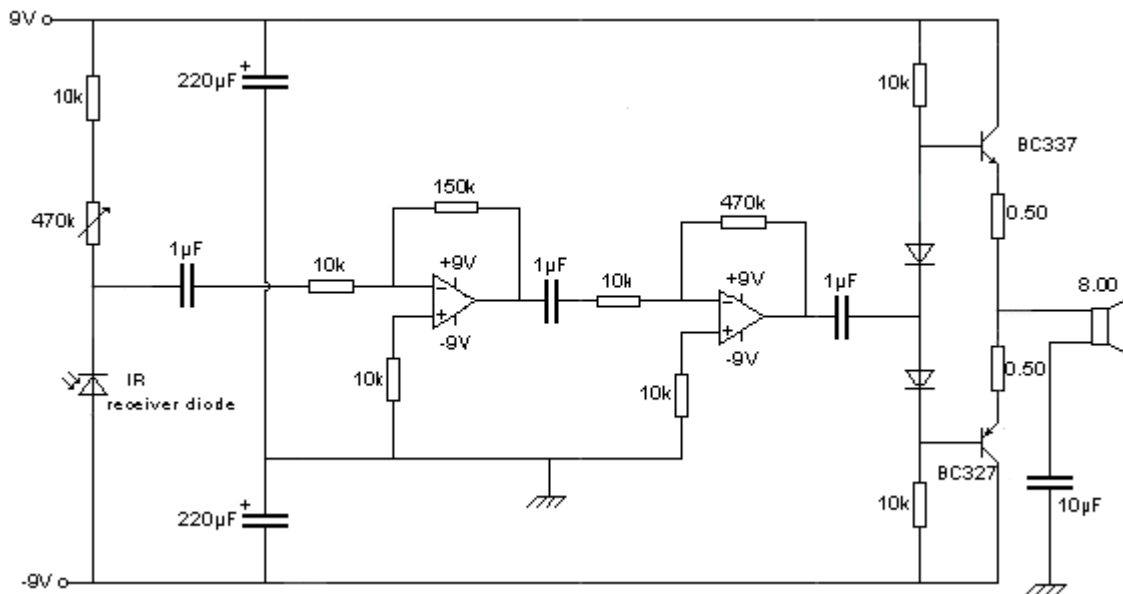 9V
10k
220µF
+
10k
BC337
150k
470k
470k
0.50
1µF
10k
+9V
1µF
10k
+9V
1µF
8.00
-9V
-9V
IR
receiver diode
10k
10k
0.50
BC327
220µF
+
10k
10µF
-9V